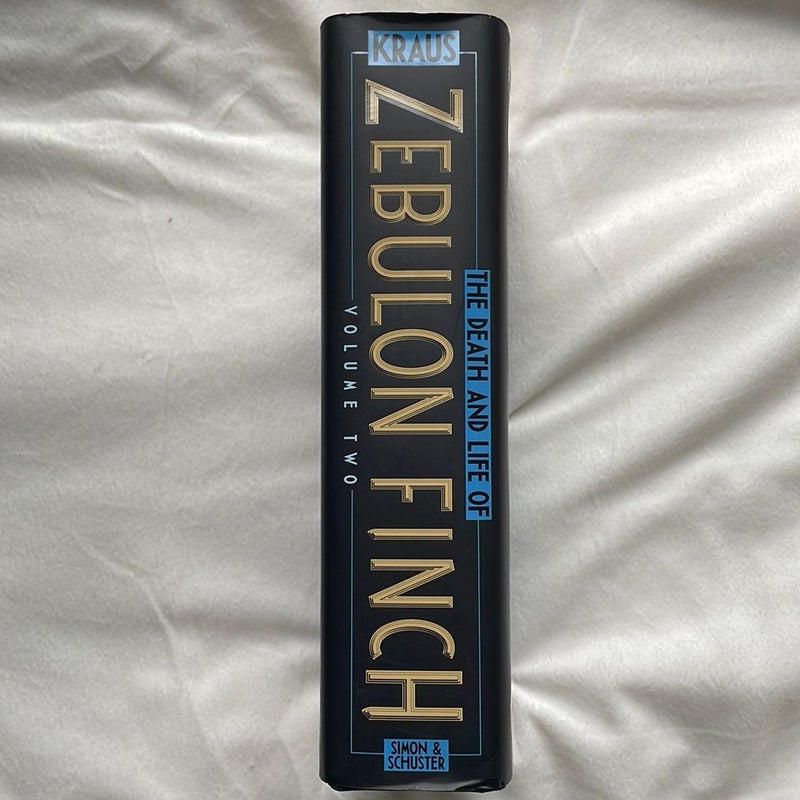 KRAUS
THE DEATH AND LIFE OF
ZEBULON FINCH
VOLUME TWO
SIMON &
SCHUSTER